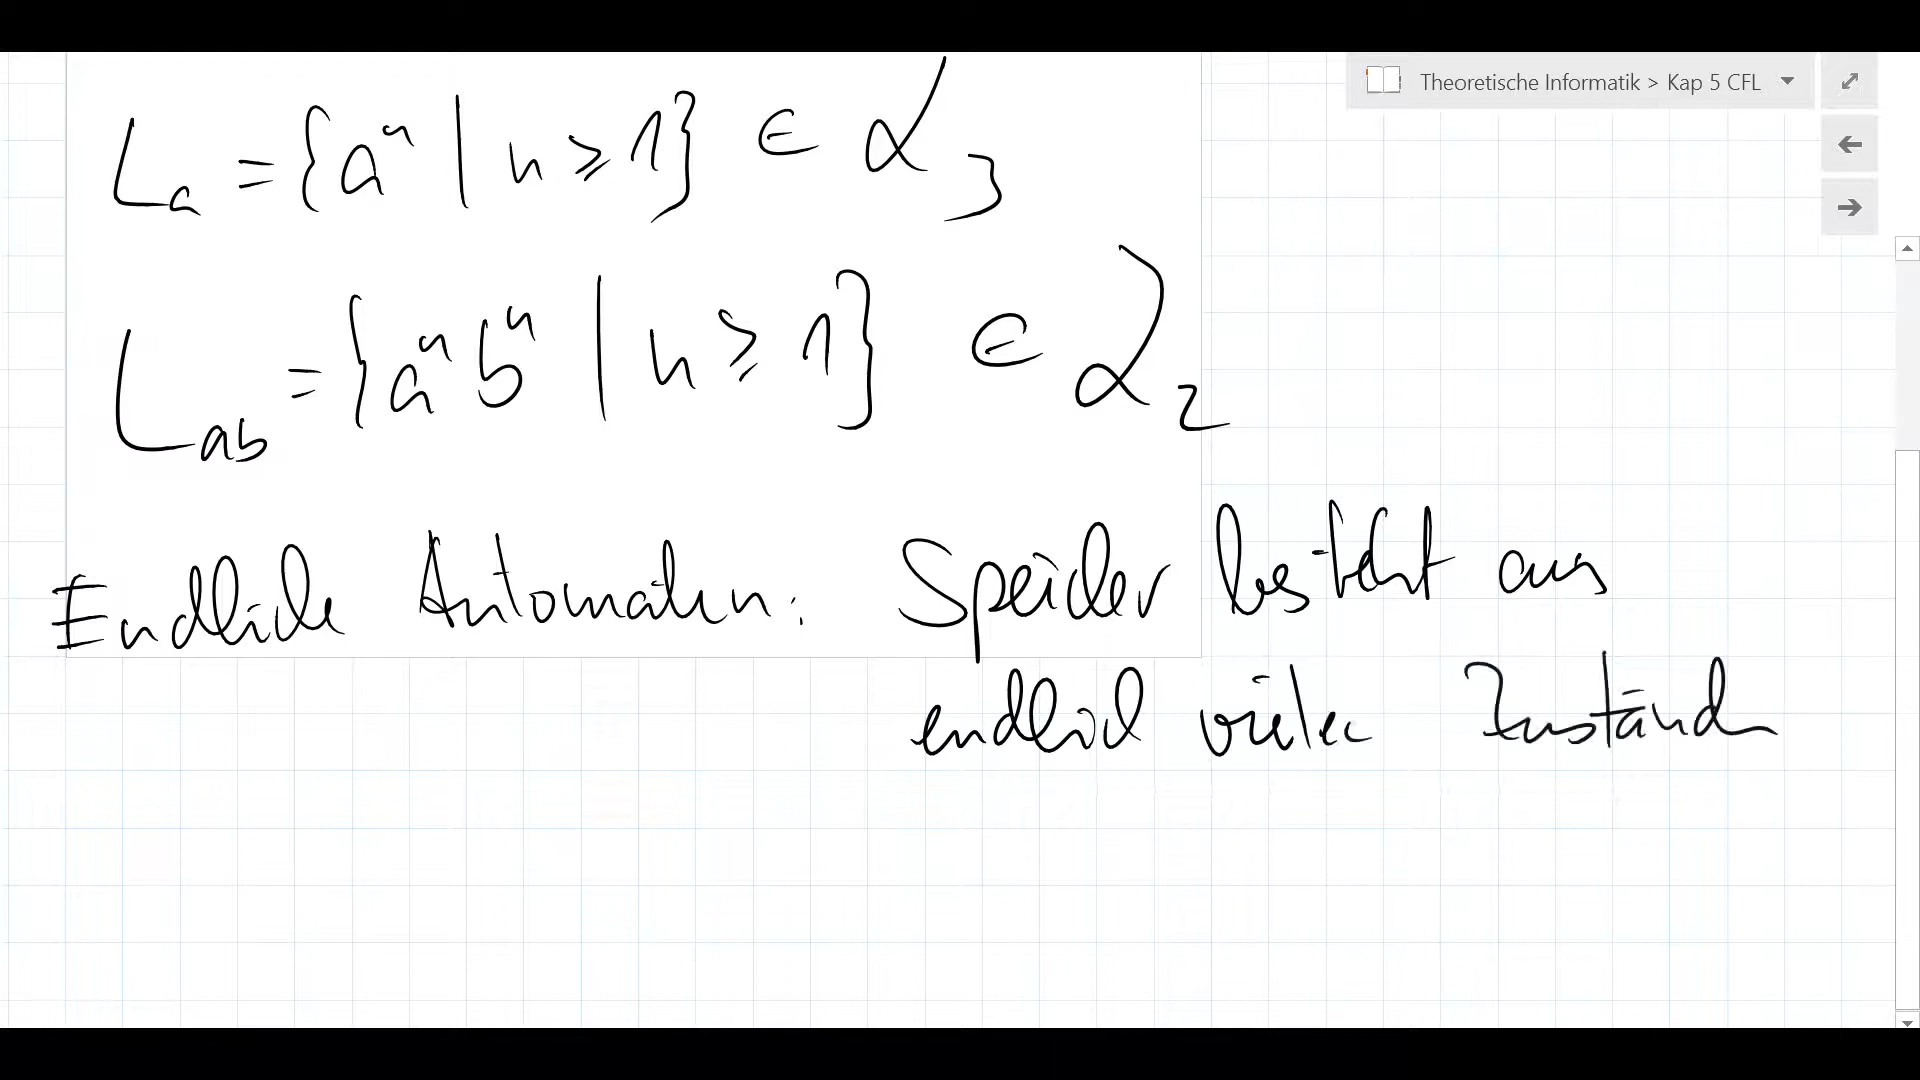 Theoretische Informatik > Kap 5 CFL
L_a = {a^n | n ≥ 1} ∈ ℒ_3
L_ab = {a^n b^n | n ≥ 1} ∈ ℒ_2
Endliche Automaten: Speicher besteht aus
endlich vielen Zuständen